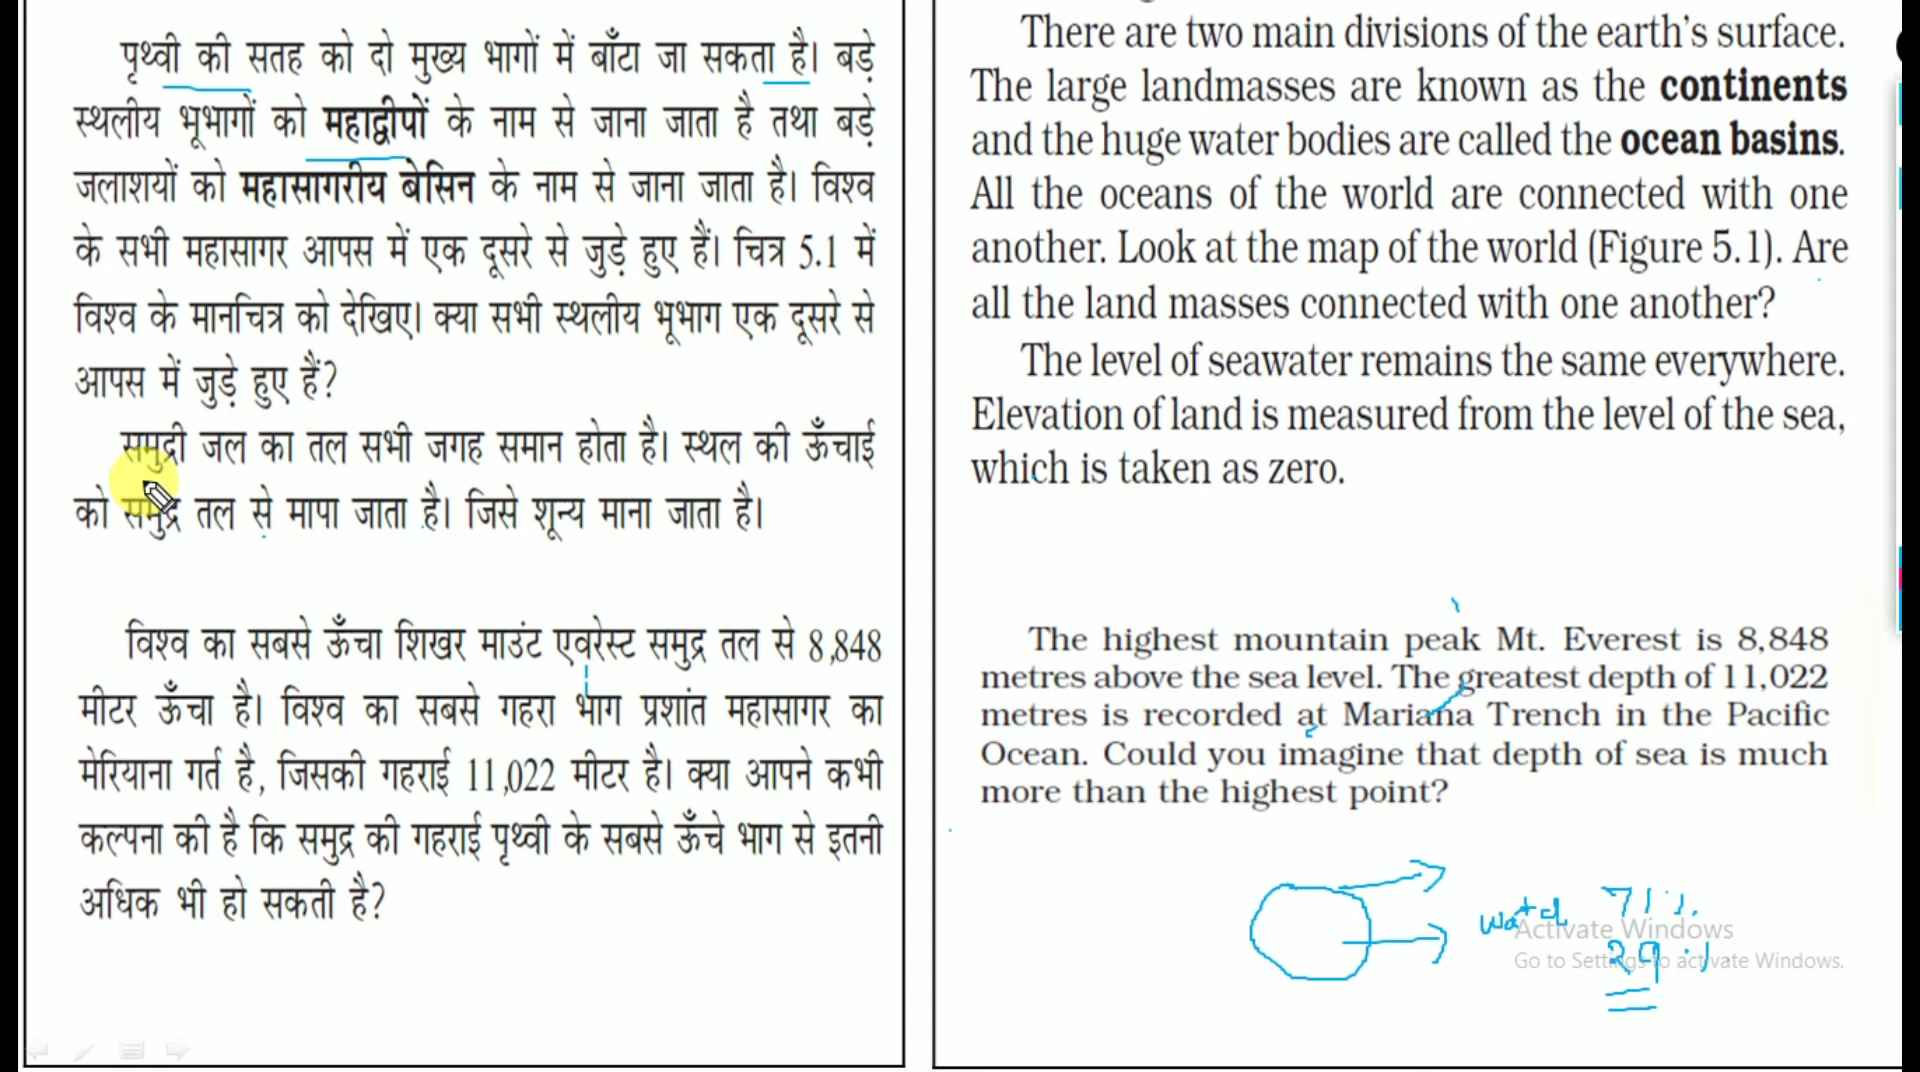 पृथ्वी की सतह को दो मुख्य भागों में बाँटा जा सकता है। बड़े
स्थलीय भूभागों को महाद्वीपों के नाम से जाना जाता है तथा बड़े
जलाशयों को महासागरीय बेसिन के नाम से जाना जाता है। विश्व
के सभी महासागर आपस में एक दूसरे से जुड़े हुए हैं। चित्र 5.1 में
विश्व के मानचित्र को देखिए। क्या सभी स्थलीय भूभाग एक दूसरे से
आपस में जुड़े हुए हैं?
समुद्री जल का तल सभी जगह समान होता है। स्थल की ऊँचाई
को समुद्र तल से मापा जाता है। जिसे शून्य माना जाता है।
विश्व का सबसे ऊँचा शिखर माउंट एवरेस्ट समुद्र तल से 8,848
मीटर ऊँचा है। विश्व का सबसे गहरा भाग प्रशांत महासागर का
मेरियाना गर्त है, जिसकी गहराई 11,022 मीटर है। क्या आपने कभी
कल्पना की है कि समुद्र की गहराई पृथ्वी के सबसे ऊँचे भाग से इतनी
अधिक भी हो सकती है?
There are two main divisions of the earth's surface.
The large landmasses are known as the continents
and the huge water bodies are called the ocean basins.
All the oceans of the world are connected with one
another. Look at the map of the world (Figure 5.1). Are
all the land masses connected with one another?
The level of seawater remains the same everywhere.
Elevation of land is measured from the level of the sea,
which is taken as zero.
The highest mountain peak Mt. Everest is 8,848
metres above the sea level. The greatest depth of 11,022
metres is recorded at Mariana Trench in the Pacific
Ocean. Could you imagine that depth of sea is much
more than the highest point?
71%
Activate Windows
29%
Go to Settings to activate Windows.